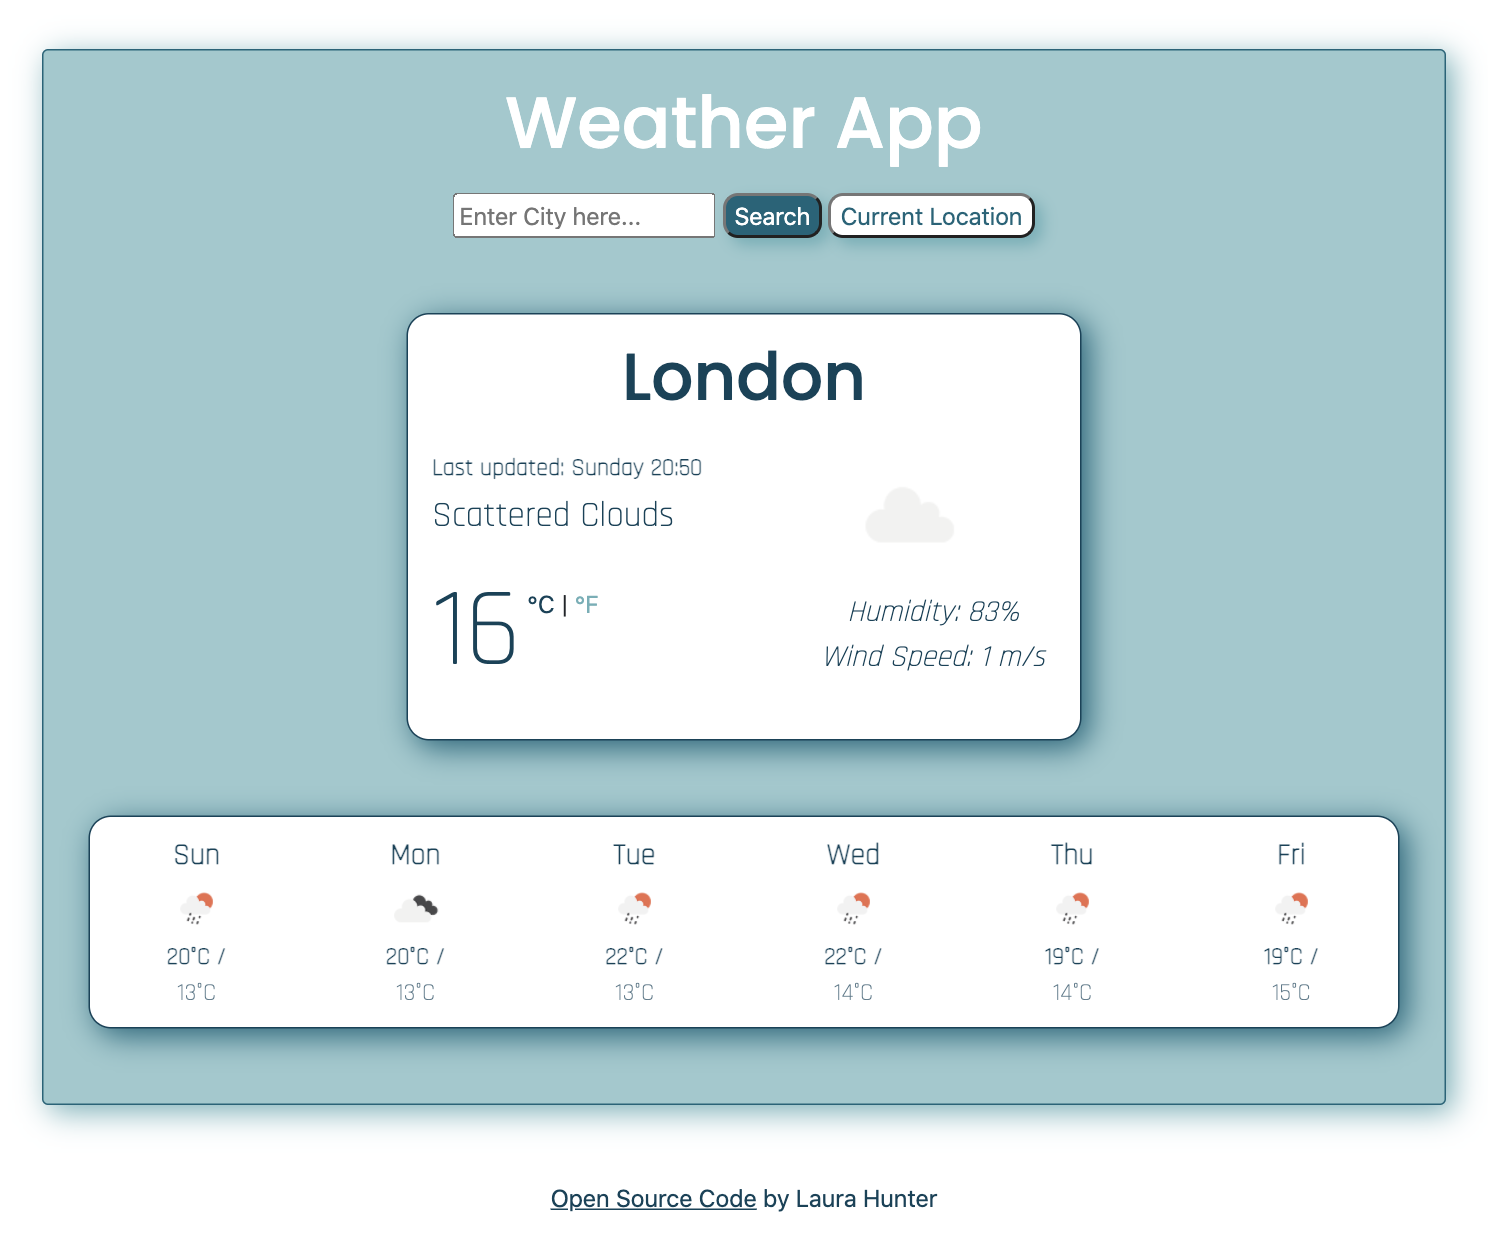 Weather App
Enter City here...
Search
Current Location
London
Last updated: Sunday 20:50
Scattered Clouds
16 °C | °F
Humidity: 83%
Wind Speed: 1 m/s
Sun Mon Tue Wed Thu Fri
20°C / 20°C / 22°C / 22°C / 19°C / 19°C /
13°C 13°C 13°C 14°C 14°C 15°C
Open Source Code by Laura Hunter